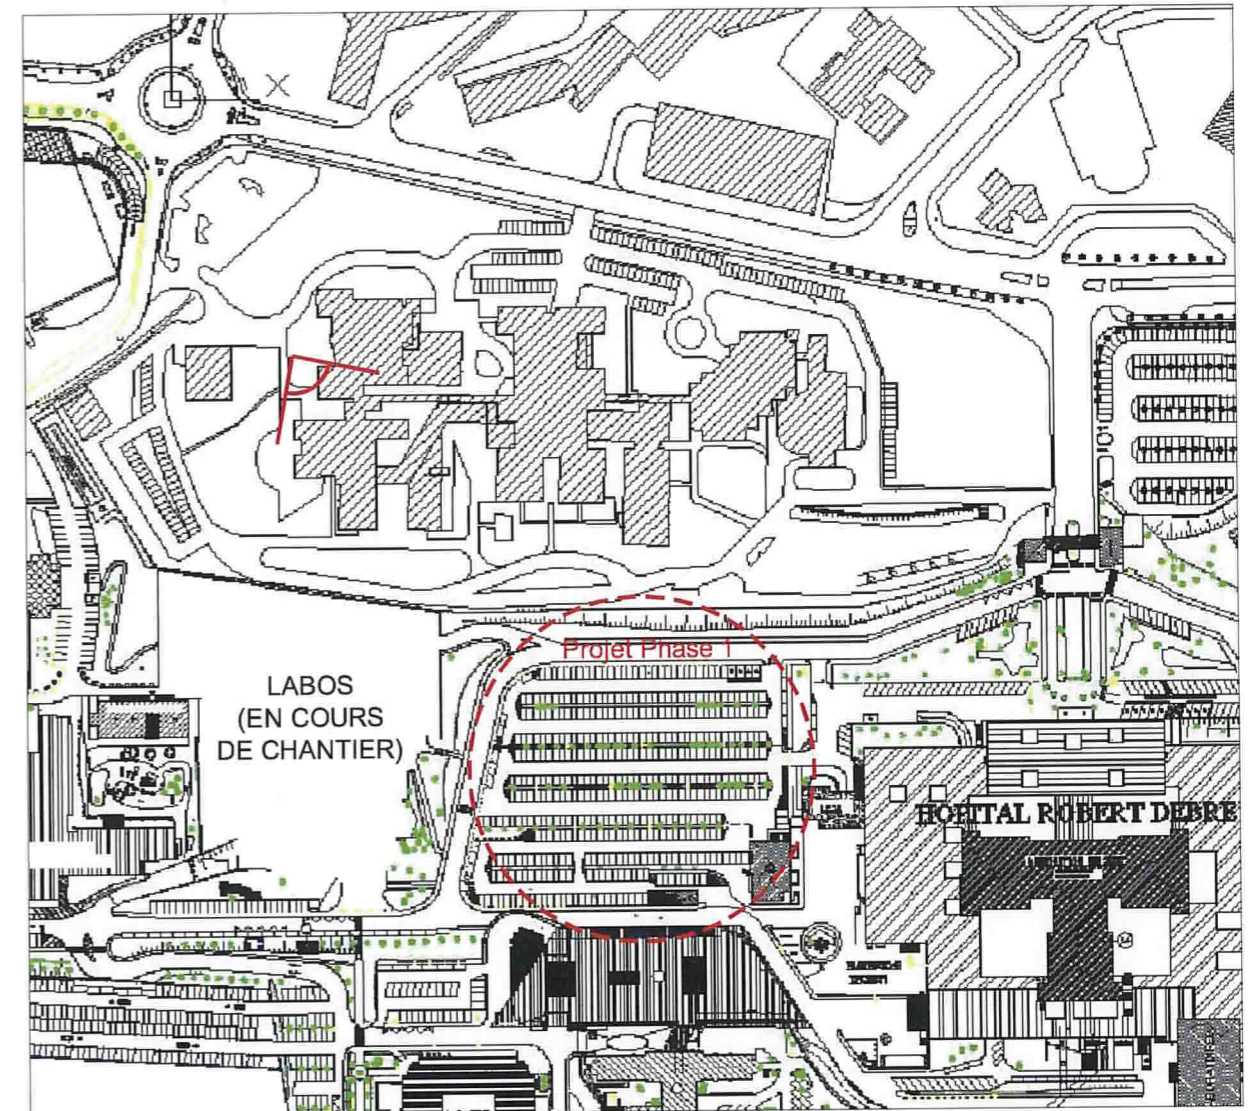 X
Projet Phase 1
LABOS
(EN COURS
DE CHANTIER)
HOPITAL ROBERT DEBRE